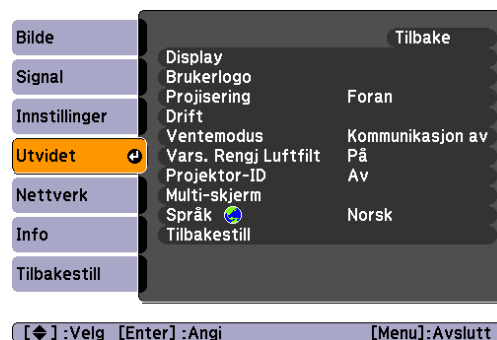 Bilde
Signal
Innstillinger
Utvidet
Nettverk
Info
Tilbakestill
Tilbake
Display
Brukerlogo
Projisering Foran
Drift
Ventemodus Kommunikasjon av
Vars. Rengj Luftfilt På
Projektor-ID Av
Multi-skjerm
Språk Norsk
Tilbakestill
[ ] :Velg [Enter] :Angi [Menu]:Avslutt